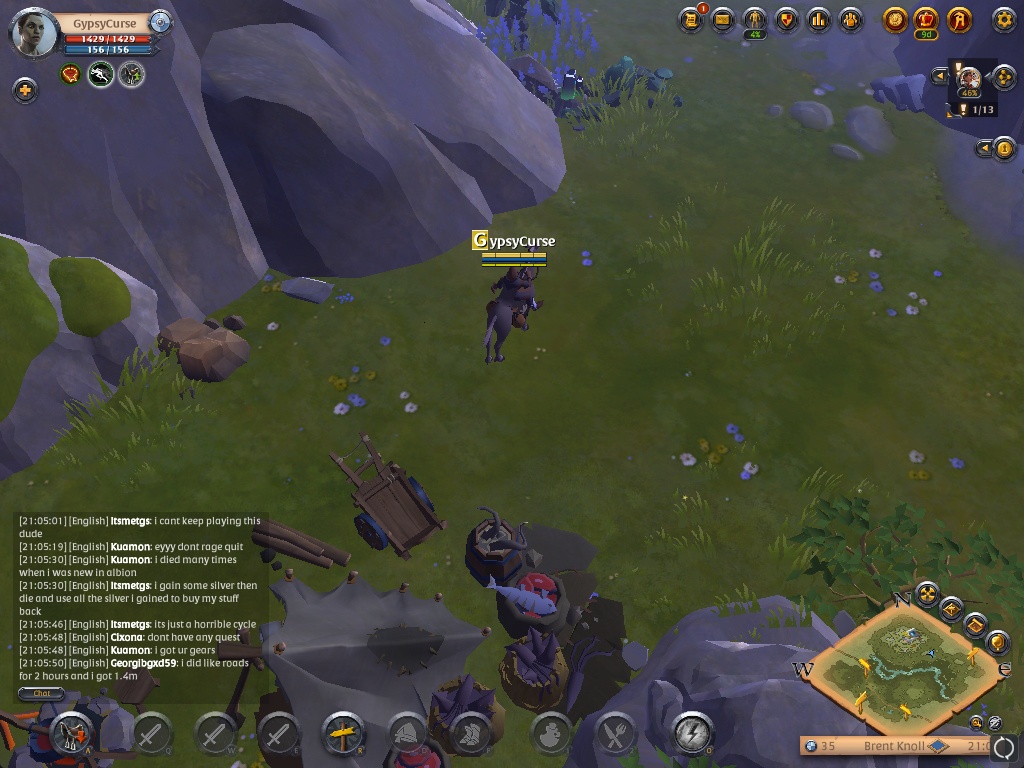 GypsyCurse
1429 / 1429
156 / 156
1
4%
9d
46%
1/13
1
GypsyCurse
[21:05:01] [English] Itsmetgs: i cant keep playing this
dude
[21:05:19] [English] Kuamon: eyyy dont rage quit
[21:05:30] [English] Kuamon: i died many times
when i was new in albion
[21:05:30] [English] Itsmetgs: i gain some silver then
die and use all the silver i gained to buy my stuff
back
[21:05:46] [English] Itsmetgs: its just a horrible cycle
[21:05:48] [English] Cixona: dont have any quest
[21:05:48] [English] Kuamon: i got ur gears
[21:05:50] [English] Georgibgxd59: i did like roads
for 2 hours and i got 1.4m
Chat
N
W
E
A
Q
W
E
R
D
F
O
35
Brent Knoll